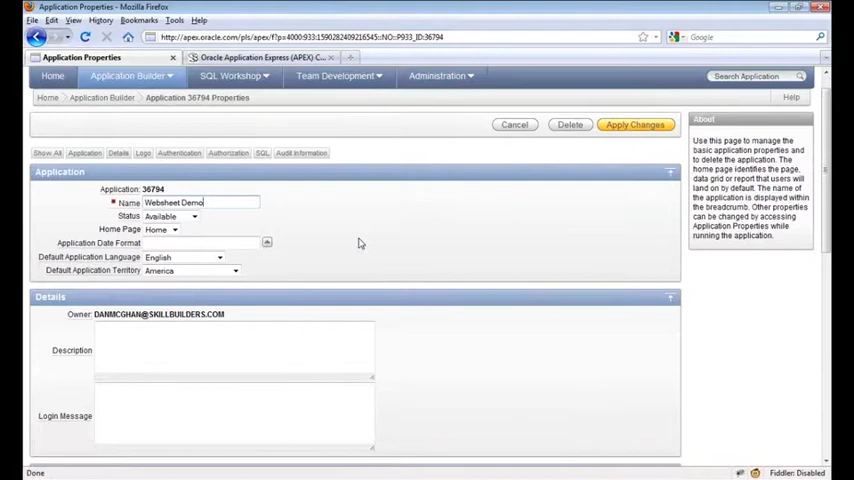 Application Properties - Mozilla Firefox
File Edit View History Bookmarks Tools Help
http://apex.oracle.com/pls/apex/f?p=4000:933:1590282470216545::NO:P933_ID:36794
Google
Application Properties
Oracle Application Express (APEX) C...
Home Application Builder SQL Workshop Team Development Administration
Search Application
Home Application Builder Application 36794 Properties
Help
Cancel Delete Apply Changes
About
Show All Application Details Logo Authentication Authorization SQL Audit Information
Application
Application: 36794
Name Websheet Demo
Status Available
Home Page Home
Application Date Format
Default Application Language English
Default Application Territory America
Use this page to manage the
basic application properties and
to delete the application. The
home page identifies the page,
data grid or report that users will
land on by default. The name of
the application is displayed within
the breadcrumb. Other properties
can be changed by accessing
Application Properties while
running the application.
Details
Owner: DANMCGHAN@SKILLBUILDERS.COM
Description
Login Message
Done
Fiddler: Disabled